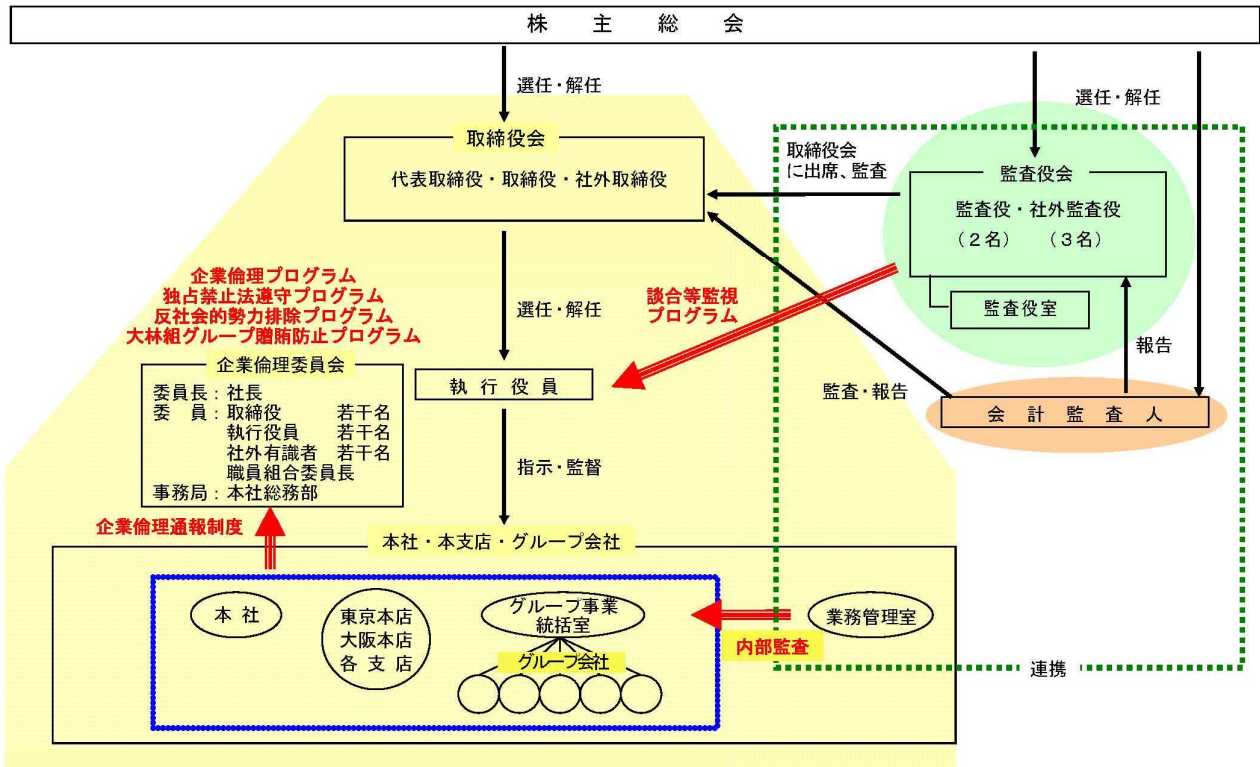 株主総会
選任・解任
選任・解任
取締役会
代表取締役・取締役・社外取締役
取締役会
に出席、監査
監査役会
監査役・社外監査役
(2名) (3名)
監査役室
企業倫理プログラム
独占禁止法遵守プログラム
反社会的勢力排除プログラム
大林組グループ贈賄防止プログラム
選任・解任
談合等監視
プログラム
報告
企業倫理委員会
委員長:社長
委 員:取締役 若干名
執行役員 若干名
社外有識者 若干名
職員組合委員長
事務局:本社総務部
執行役員
監査・報告
会計監査人
指示・監督
企業倫理通報制度
本社・本支店・グループ会社
本社
東京本店
大阪本店
各支店
グループ事業
統括室
グループ会社
内部監査
業務管理室
連携